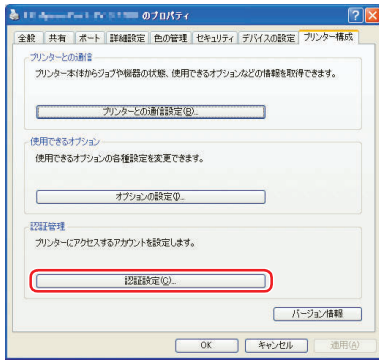 のプロパティ
全般 共有 ポート 詳細設定 色の管理 セキュリティ デバイスの設定 プリンター構成
プリンターとの通信
プリンター本体からジョブや機器の状態、使用できるオプションなどの情報を取得できます。
プリンターとの通信設定(B)...
使用できるオプション
使用できるオプションの各種設定を変更できます。
オプションの設定(I)...
認証管理
プリンターにアクセスするアカウントを設定します。
認証設定(C)...
バージョン情報
OK キャンセル 適用(A)